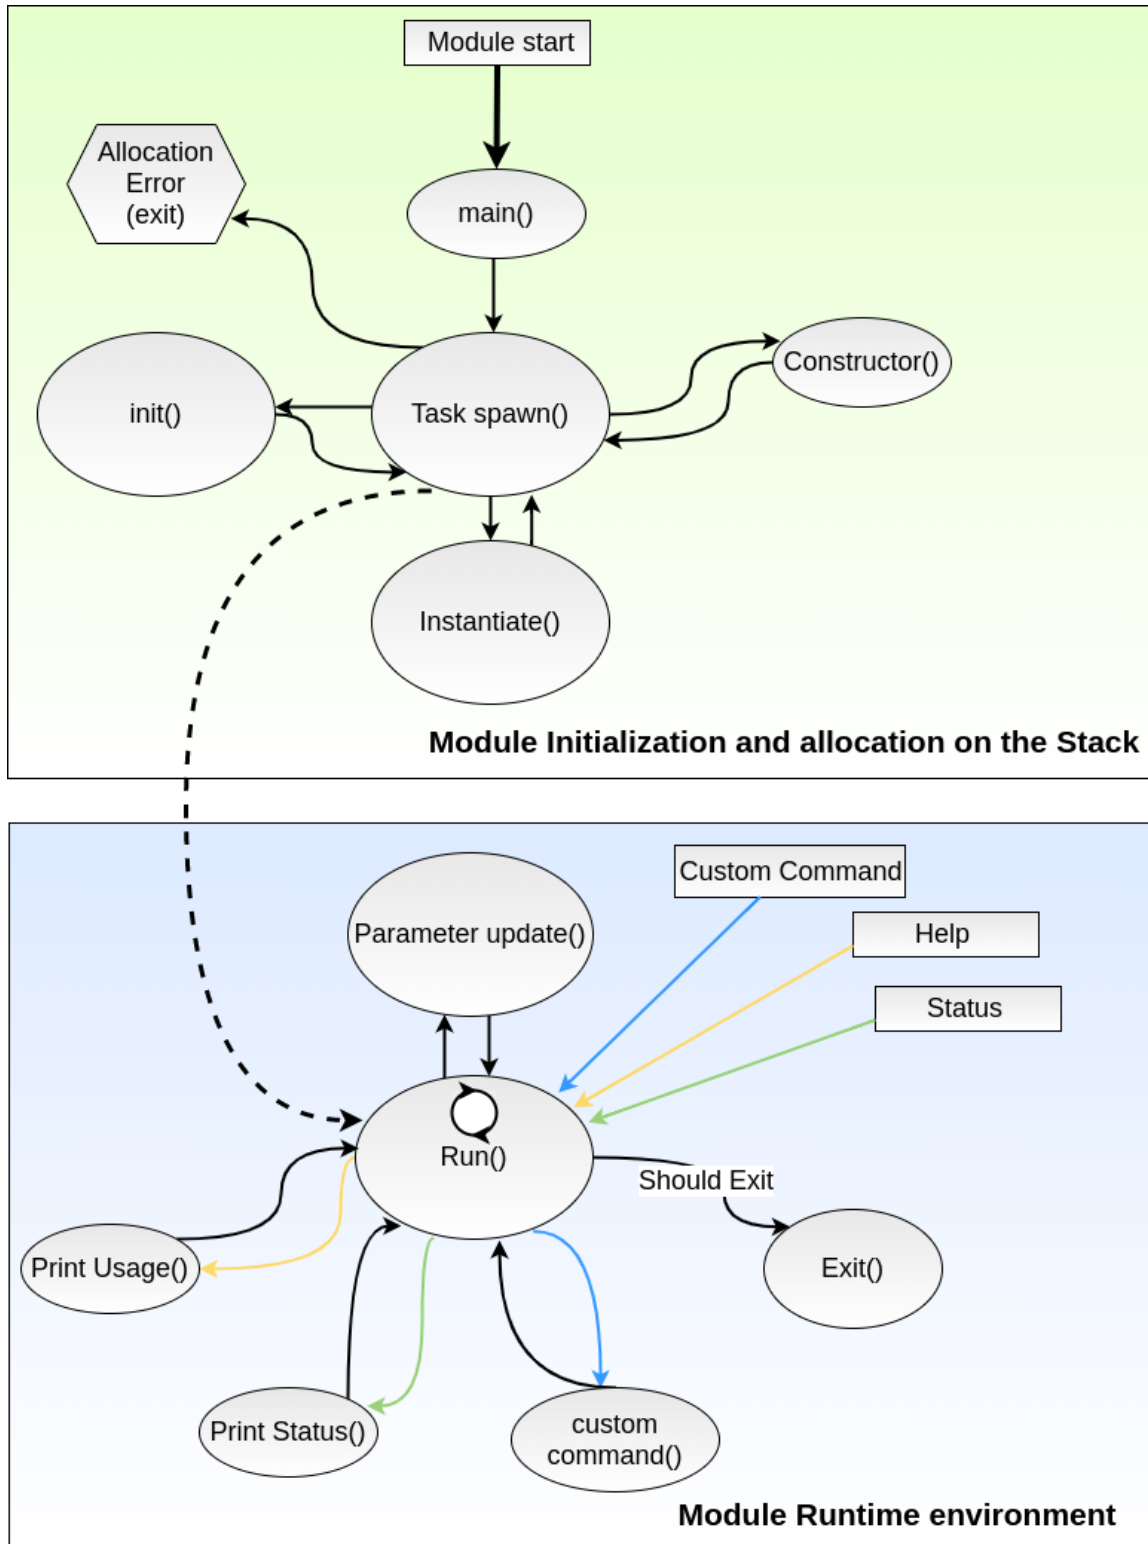 Module start
Allocation
Error
(exit)
main()
Constructor()
init()
Task spawn()
Instantiate()
Module Initialization and allocation on the Stack
Custom Command
Parameter update()
Help
Status
Run()
Should Exit
Print Usage()
Exit()
Print Status()
custom
command()
Module Runtime environment